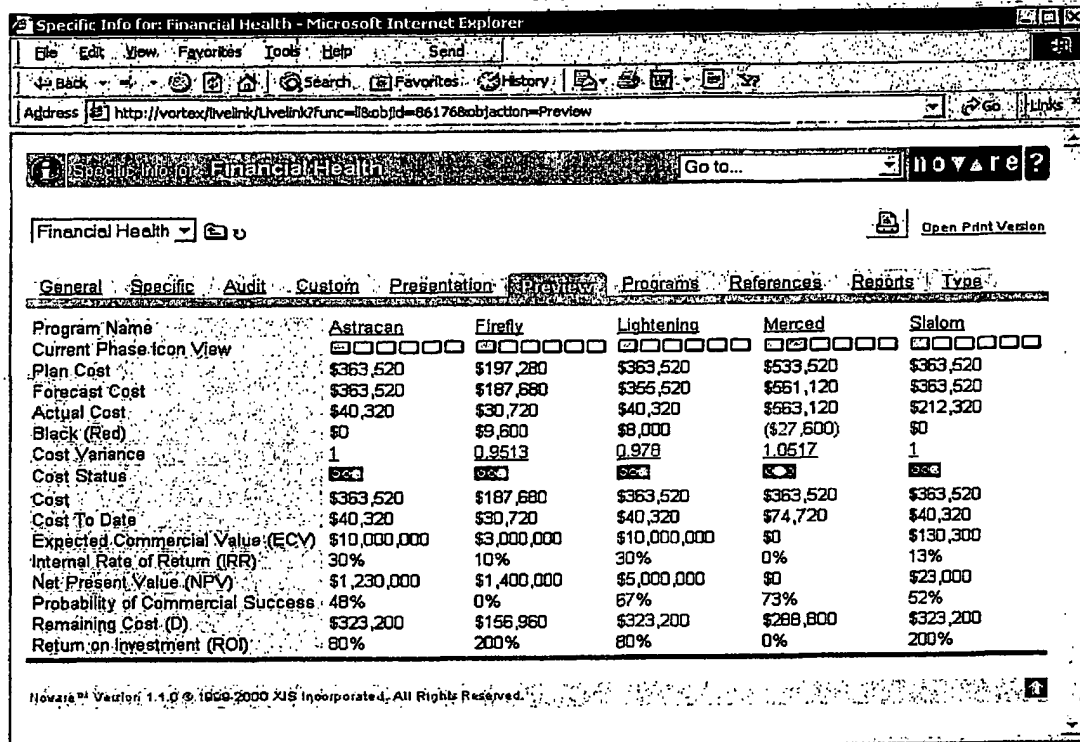 Specific Info for: Financial Health - Microsoft Internet Explorer
File Edit View Favorites Tools Help Send
Back Search Favorites History
Address http://vortex/livelink/Livelink?func=ll&objId=86176&objaction=Preview Go Links
Specific Info for: Financial Health Go to... novare ?
Financial Health Open Print Version
General Specific Audit Custom Presentation Preview Programs References Reports Type
Program Name Astracan Firefly Lightening Merced Slalom
Current Phase Icon View
Plan Cost $363,520 $197,280 $363,520 $533,520 $363,520
Forecast Cost $363,520 $187,680 $355,520 $561,120 $363,520
Actual Cost $40,320 $30,720 $40,320 $563,120 $212,320
Black (Red) $0 $9,600 $8,000 ($27,600) $0
Cost Variance 1 0.9513 0.978 1.0517 1
Cost Status
Cost $363,520 $187,680 $363,520 $363,520 $363,520
Cost To Date $40,320 $30,720 $40,320 $74,720 $40,320
Expected Commercial Value (ECV) $10,000,000 $3,000,000 $10,000,000 $0 $130,300
Internal Rate of Return (IRR) 30% 10% 30% 0% 13%
Net Present Value (NPV) $1,230,000 $1,400,000 $5,000,000 $0 $23,000
Probability of Commercial Success 48% 0% 67% 73% 52%
Remaining Cost (D) $323,200 $156,960 $323,200 $288,800 $323,200
Return on Investment (ROI) 80% 200% 80% 0% 200%
Novare™ Version 1.1.0 © 1999-2000 XIS Incorporated. All Rights Reserved.